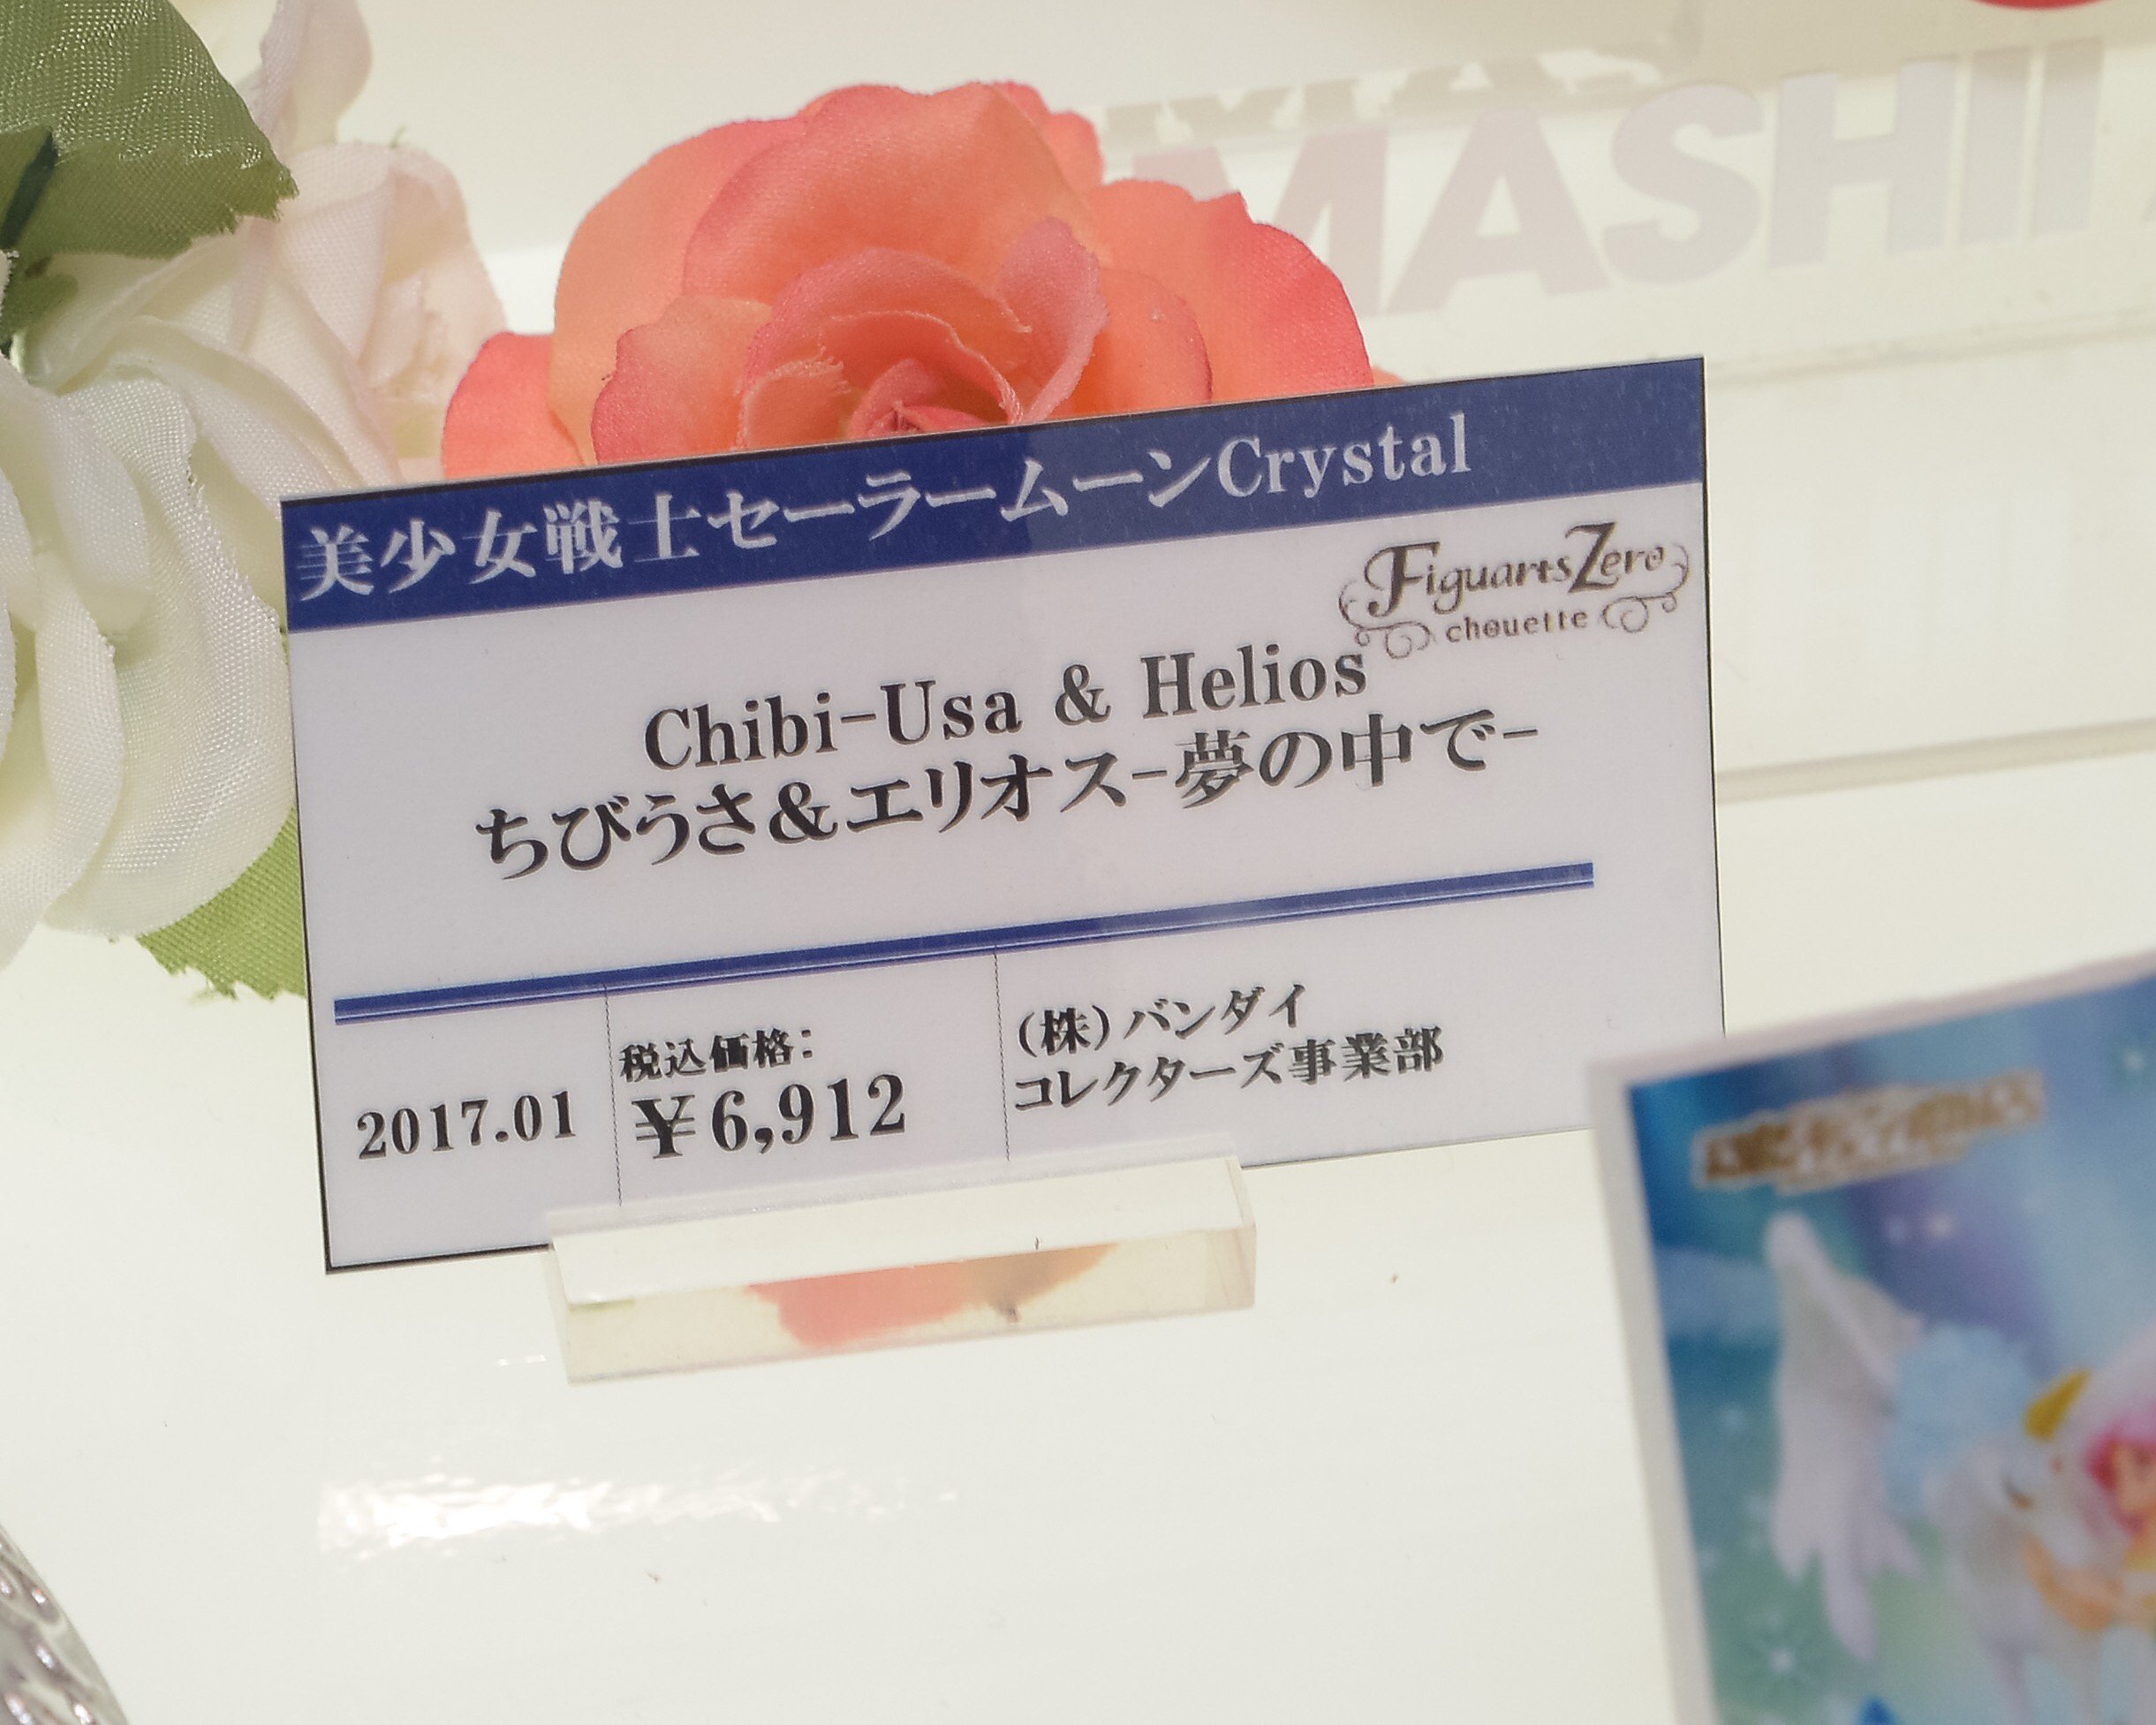 MASHII
美少女戦士セーラームーンCrystal
FiguartsZero
chouette
Chibi-Usa & Helios
ちびうさ&エリオス-夢の中で-
2017.01
税込価格:
¥6,912
(株)バンダイ
コレクターズ事業部